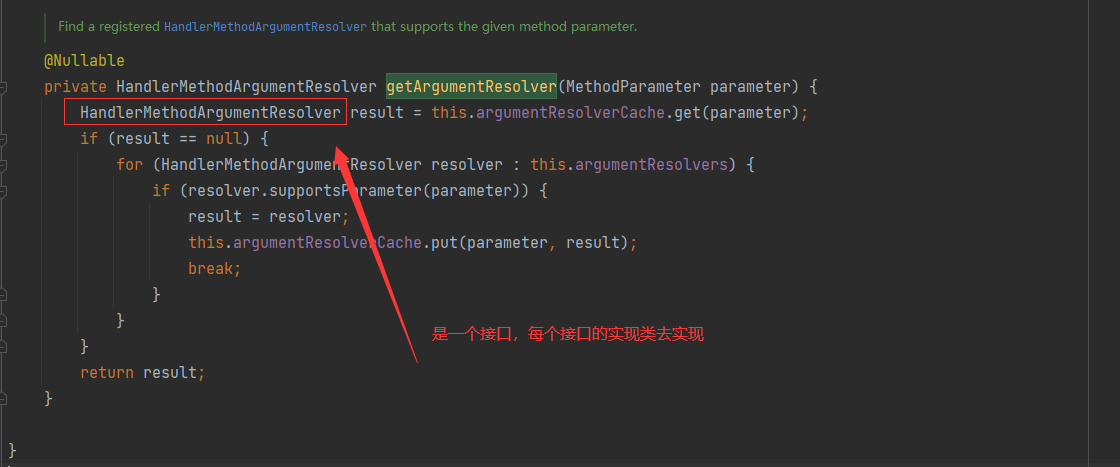 Find a registered HandlerMethodArgumentResolver that supports the given method parameter.
@Nullable
private HandlerMethodArgumentResolver getArgumentResolver(MethodParameter parameter) {
HandlerMethodArgumentResolver result = this.argumentResolverCache.get(parameter);
if (result == null) {
for (HandlerMethodArgumentResolver resolver : this.argumentResolvers) {
if (resolver.supportsParameter(parameter)) {
result = resolver;
this.argumentResolverCache.put(parameter, result);
break;
}
}
是一个接口，每个接口的实现类去实现
}
return result;
}
}